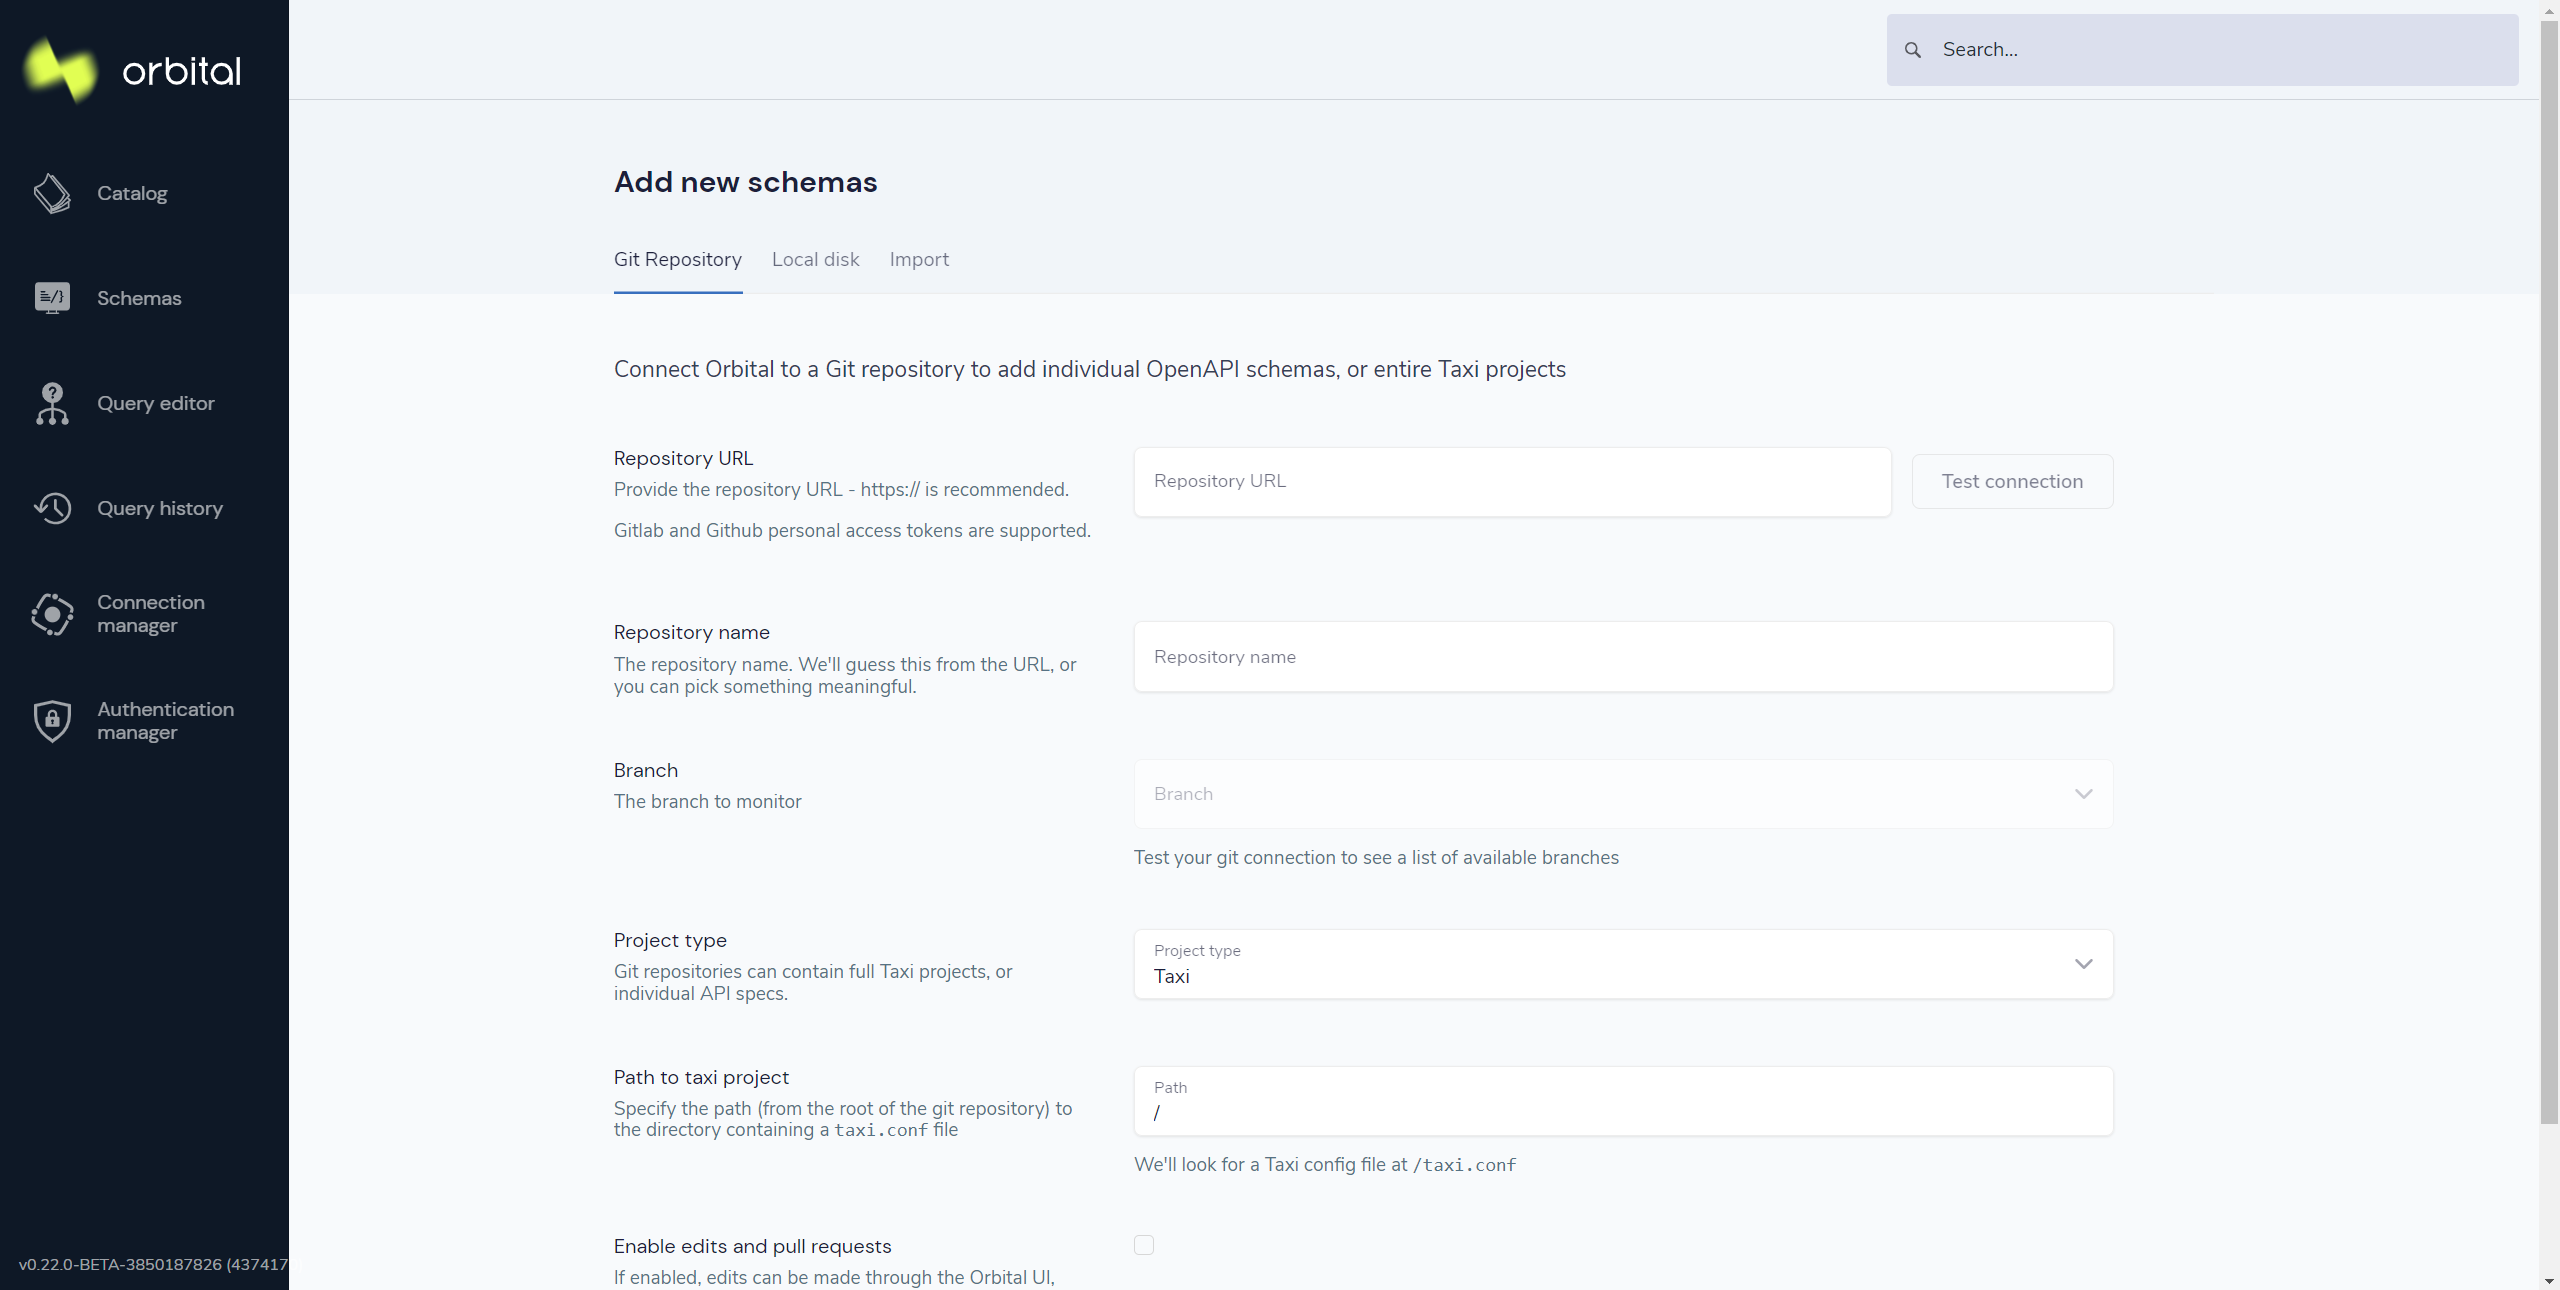 orbital
Search...
Catalog
Schemas
Query editor
Query history
Connection
manager
Authentication
manager
v0.22.0-BETA-3850187826 (437417
Add new schemas
Git Repository
Local disk
Import
Connect Orbital to a Git repository to add individual OpenAPI schemas, or entire Taxi projects
Repository URL
Provide the repository URL - https:// is recommended.
Gitlab and Github personal access tokens are supported.
Repository URL
Test connection
Repository name
The repository name. We'll guess this from the URL, or
you can pick something meaningful.
Repository name
Branch
The branch to monitor
Branch
Test your git connection to see a list of available branches
Project type
Git repositories can contain full Taxi projects, or
individual API specs.
Project type
Taxi
Path to taxi project
Specify the path (from the root of the git repository) to
the directory containing a taxi.conf file
Path
/
We'll look for a Taxi config file at /taxi.conf
Enable edits and pull requests
If enabled, edits can be made through the Orbital UI,